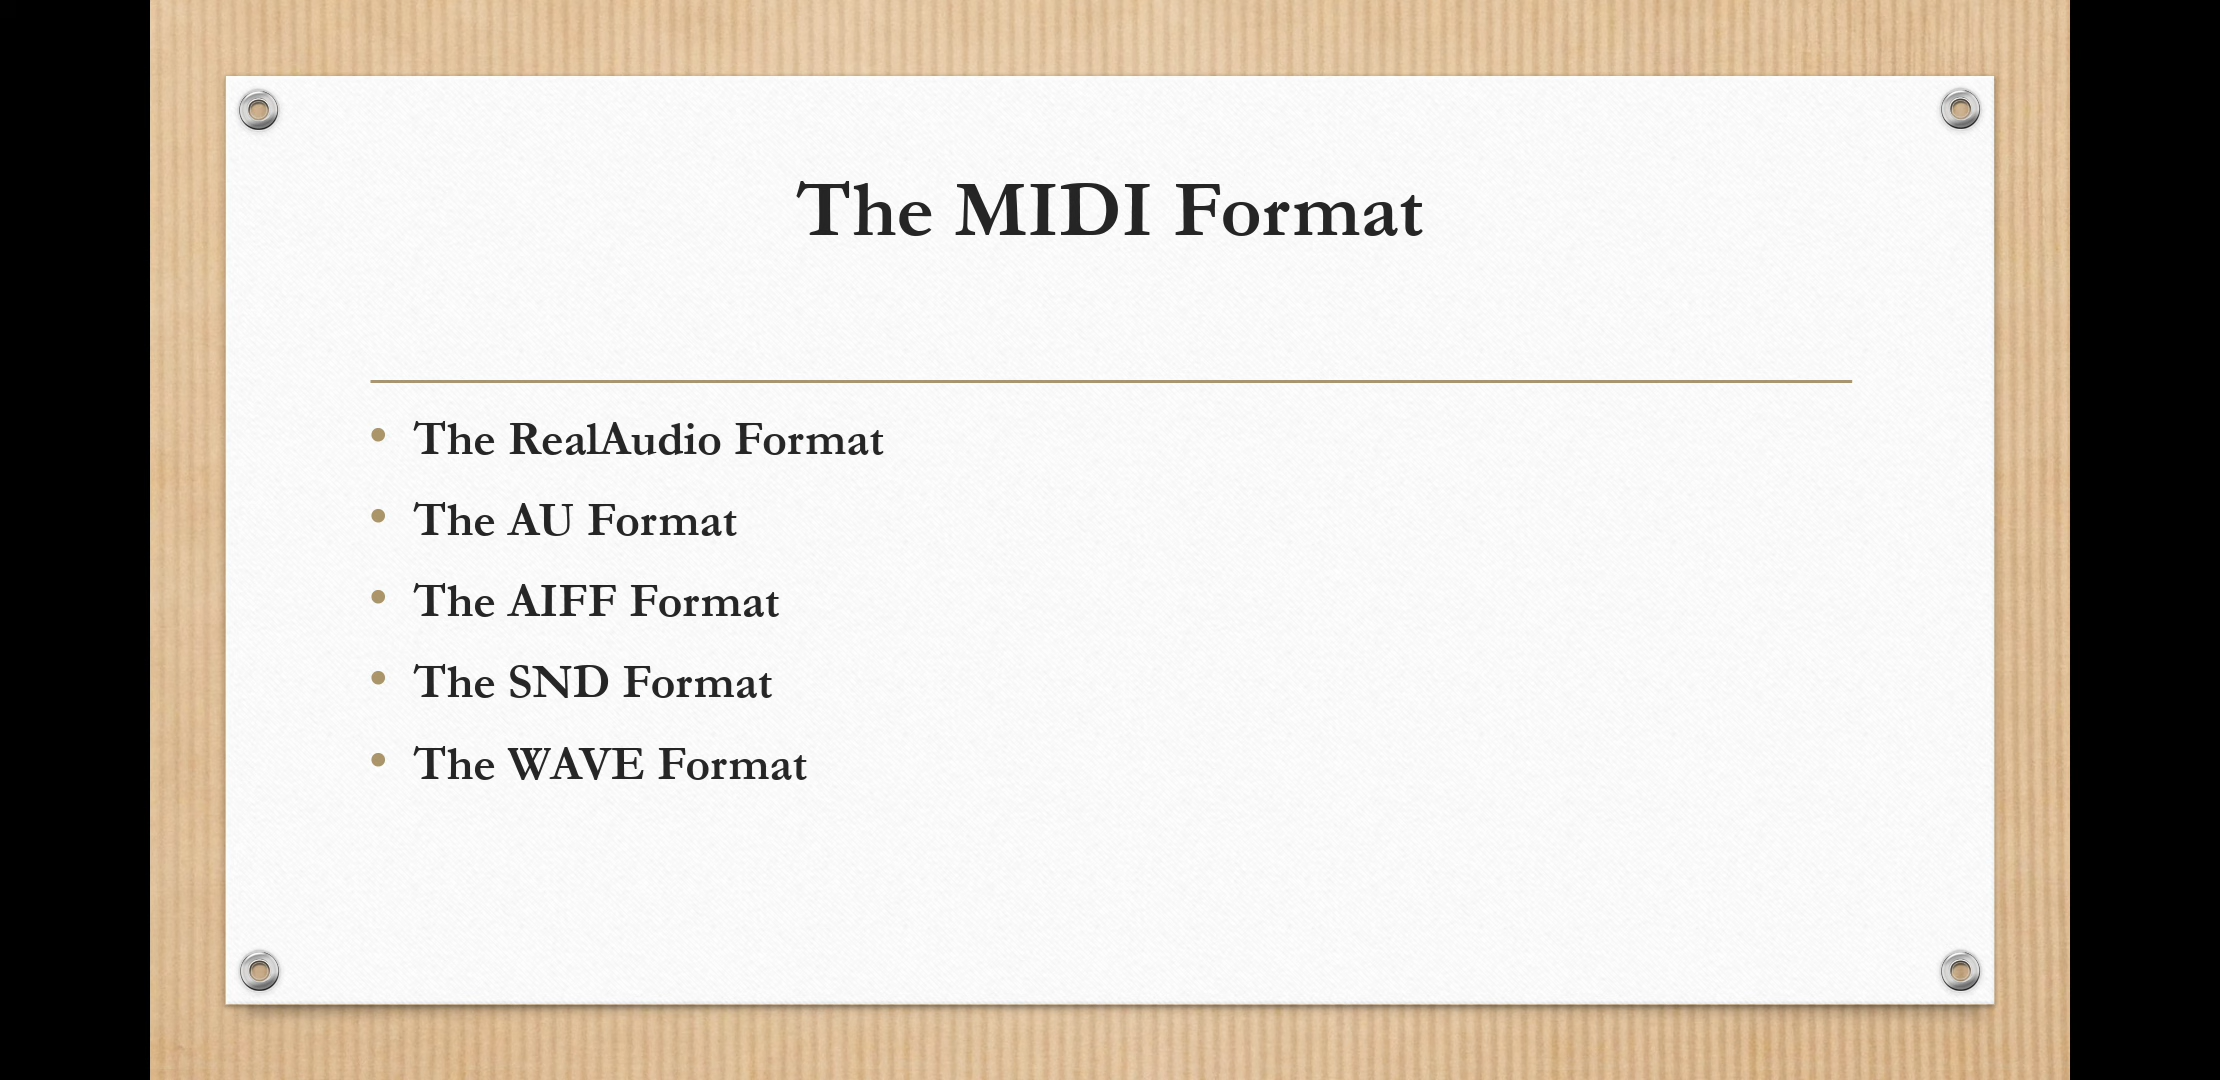 The MIDI Format
The RealAudio Format
The AU Format
The AIFF Format
The SND Format
The WAVE Format